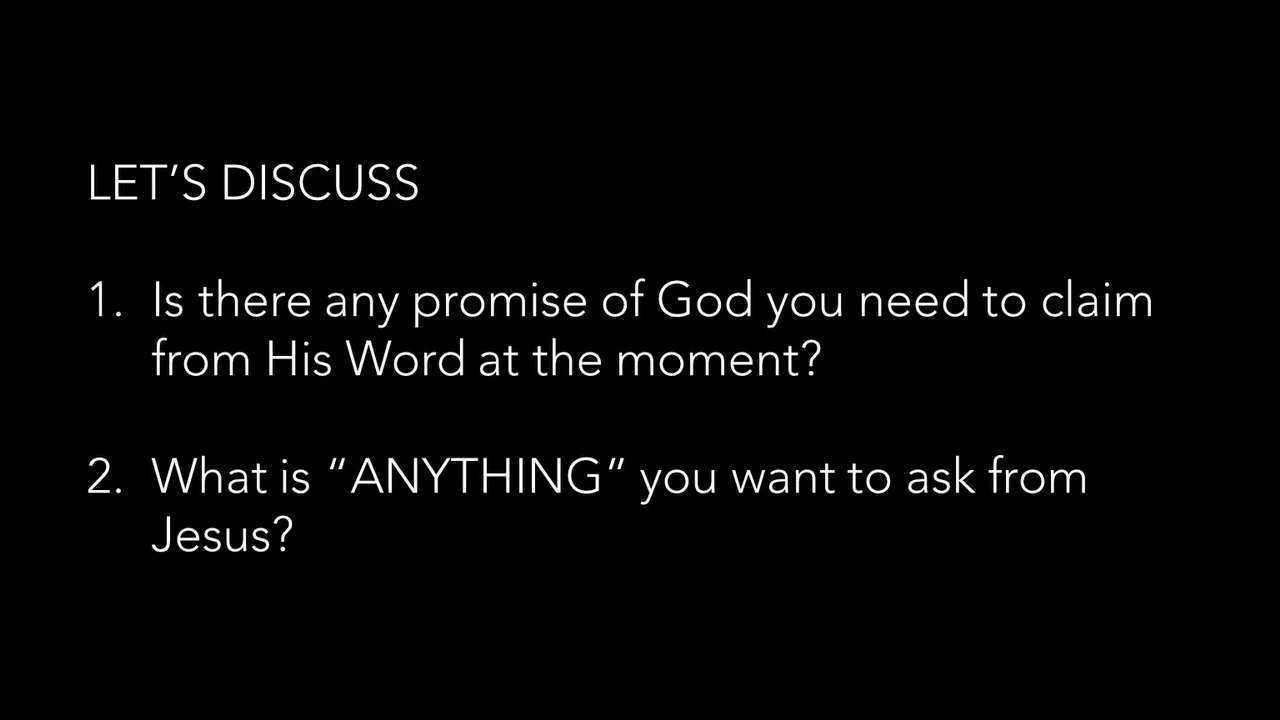 LET’S DISCUSS
1. Is there any promise of God you need to claim
from His Word at the moment?
2. What is “ANYTHING” you want to ask from
Jesus?